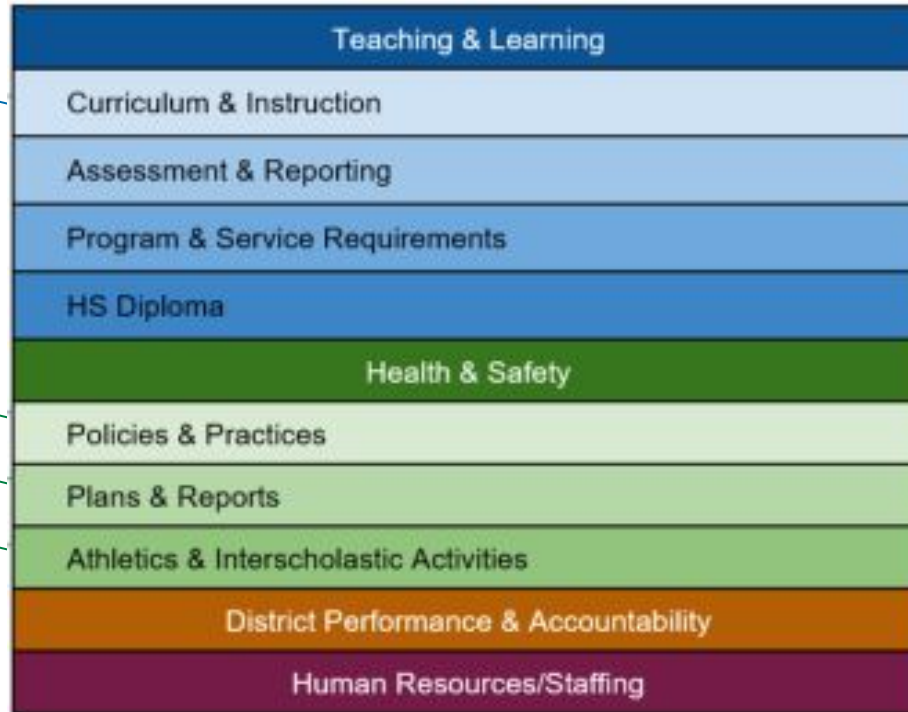 Teaching & Learning
Curriculum & Instruction
Assessment & Reporting
Program & Service Requirements
HS Diploma
Health & Safety
Policies & Practices
Plans & Reports
Athletics & Interscholastic Activities
District Performance & Accountability
Human Resources/Staffing